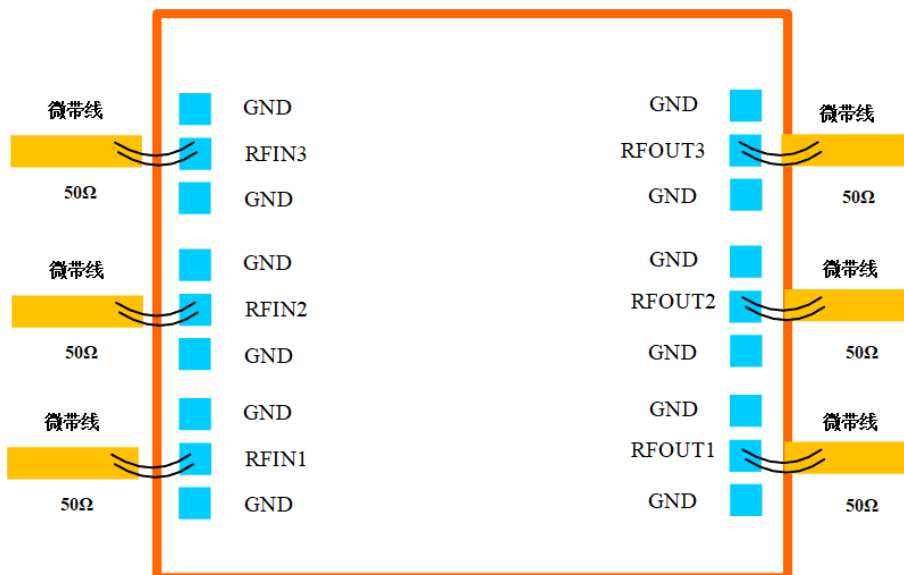 GND
GND
微带线
微带线
RFIN3
RFOUT3
50Ω
GND
GND
50Ω
GND
GND
微带线
微带线
RFIN2
RFOUT2
50Ω
GND
GND
50Ω
GND
GND
微带线
微带线
RFIN1
RFOUT1
50Ω
GND
GND
50Ω